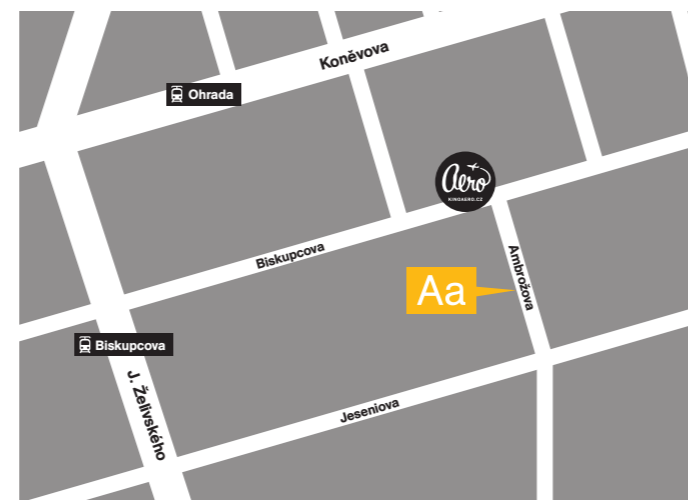 Koněvova
Ohrada
Aero
KINOAERO.CZ
Biskupcova
Ambrožova
Aa
Biskupcova
J. Želivského
Jeseniova